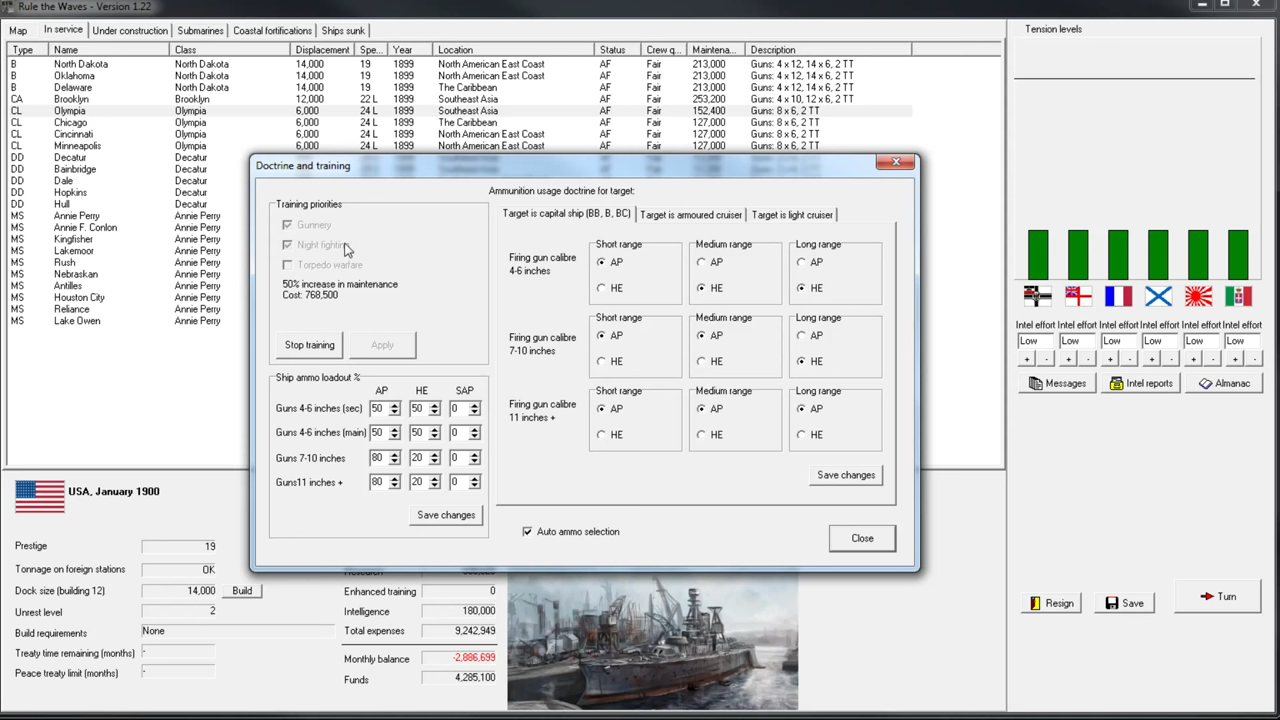 Rule the Waves - Version 1.22
Map In service Under construction Submarines Coastal fortifications Ships sunk
Type Name Class Displacement Spe... Year Location Status Crew q... Maintena... Description
B North Dakota North Dakota 14,000 19 1899 North American East Coast AF Fair 213,000 Guns: 4 x 12, 14 x 6, 2 TT
B Oklahoma North Dakota 14,000 19 1899 North American East Coast AF Fair 213,000 Guns: 4 x 12, 14 x 6, 2 TT
B Delaware North Dakota 14,000 19 1899 The Caribbean AF Fair 213,000 Guns: 4 x 12, 14 x 6, 2 TT
CA Brooklyn Brooklyn 12,000 22 L 1899 Southeast Asia AF Fair 253,200 Guns: 4 x 10, 12 x 6, 2 TT
CL Olympia Olympia 6,000 24 L 1899 Southeast Asia AF Fair 152,400 Guns: 8 x 6, 2 TT
CL Chicago Olympia 6,000 24 L 1899 The Caribbean AF Fair 127,000 Guns: 8 x 6, 2 TT
CL Cincinnati Olympia 6,000 24 L 1899 North American East Coast AF Fair 127,000 Guns: 8 x 6, 2 TT
CL Minneapolis Olympia 6,000 24 L 1899 North American East Coast AF Fair 127,000 Guns: 8 x 6, 2 TT
DD Decatur Decatur
DD Bainbridge Decatur
DD Dale Decatur
DD Hopkins Decatur
DD Hull Decatur
MS Annie Perry Annie Perry
MS Annie F. Conlon Annie Perry
MS Kingfisher Annie Perry
MS Lakemoor Annie Perry
MS Rush Annie Perry
MS Nebraskan Annie Perry
MS Antilles Annie Perry
MS Houston City Annie Perry
MS Reliance Annie Perry
MS Lake Owen Annie Perry
Doctrine and training
Training priorities
Gunnery
Night fighting
Torpedo warfare
50% increase in maintenance
Cost: 768,500
Stop training Apply
Ship ammo loadout %
AP HE SAP
Guns 4-6 inches (sec) 50 50 0
Guns 4-6 inches (main) 50 50 0
Guns 7-10 inches 80 20 0
Guns11 inches + 80 20 0
Save changes
Ammunition usage doctrine for target:
Target is capital ship (BB, B, BC) Target is armoured cruiser Target is light cruiser
Firing gun calibre
4-6 inches
Short range Medium range Long range
AP AP AP
HE HE HE
Firing gun calibre
7-10 inches
Short range Medium range Long range
AP AP AP
HE HE HE
Firing gun calibre
11 inches +
Short range Medium range Long range
AP AP AP
HE HE HE
Save changes
Auto ammo selection
Close
USA, January 1900
Prestige 19
Tonnage on foreign stations OK
Dock size (building 12) 14,000 Build
Unrest level 2
Build requirements None
Treaty time remaining (months) -
Peace treaty limit (months) -
Enhanced training 0
Intelligence 180,000
Total expenses 9,242,949
Monthly balance -2,886,699
Funds 4,285,100
Tension levels
Intel effort Intel effort Intel effort Intel effort Intel effort Intel effort
Low Low Low Low Low Low
+ - + - + - + - + - + -
Messages Intel reports Almanac
Resign Save Turn